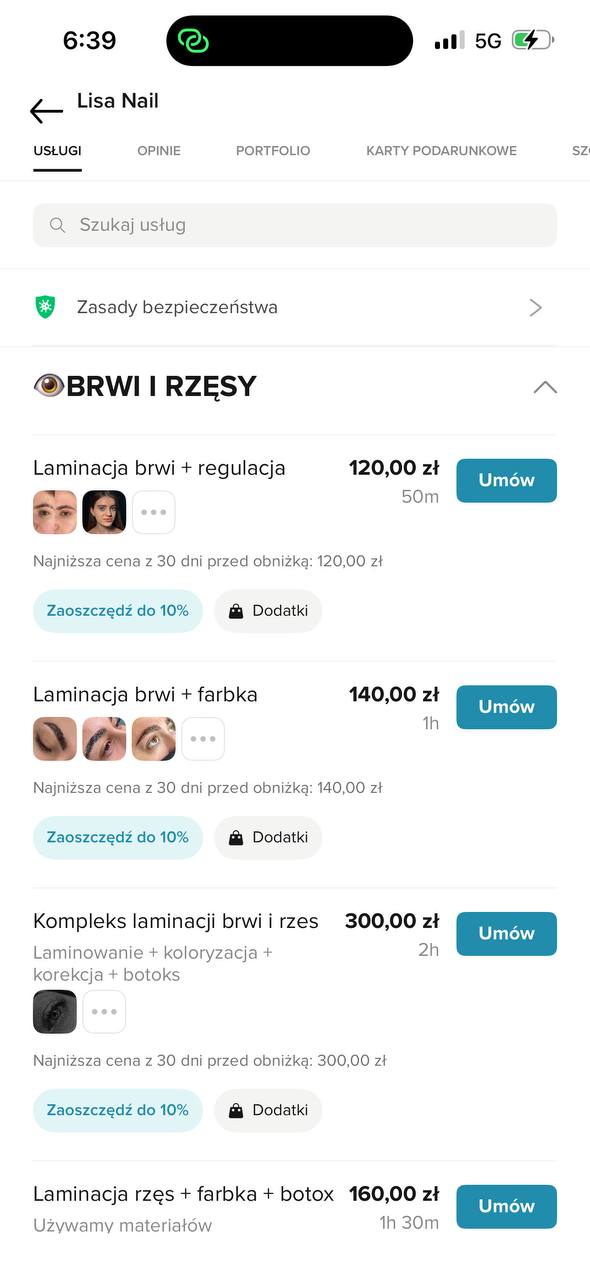 6:39
5G
Lisa Nail
USŁUGI OPINIE PORTFOLIO KARTY PODARUNKOWE SZ
Szukaj usług
Zasady bezpieczeństwa
BRWI I RZĘSY
Laminacja brwi + regulacja 120,00 zł Umów
50m
Najniższa cena z 30 dni przed obniżką: 120,00 zł
Zaoszczędź do 10% Dodatki
Laminacja brwi + farbka 140,00 zł Umów
1h
Najniższa cena z 30 dni przed obniżką: 140,00 zł
Zaoszczędź do 10% Dodatki
Kompleks laminacji brwi i rzes 300,00 zł Umów
Laminowanie + koloryzacja + 2h
korekcja + botoks
Najniższa cena z 30 dni przed obniżką: 300,00 zł
Zaoszczędź do 10% Dodatki
Laminacja rzęs + farbka + botox 160,00 zł Umów
Używamy materiałów 1h 30m